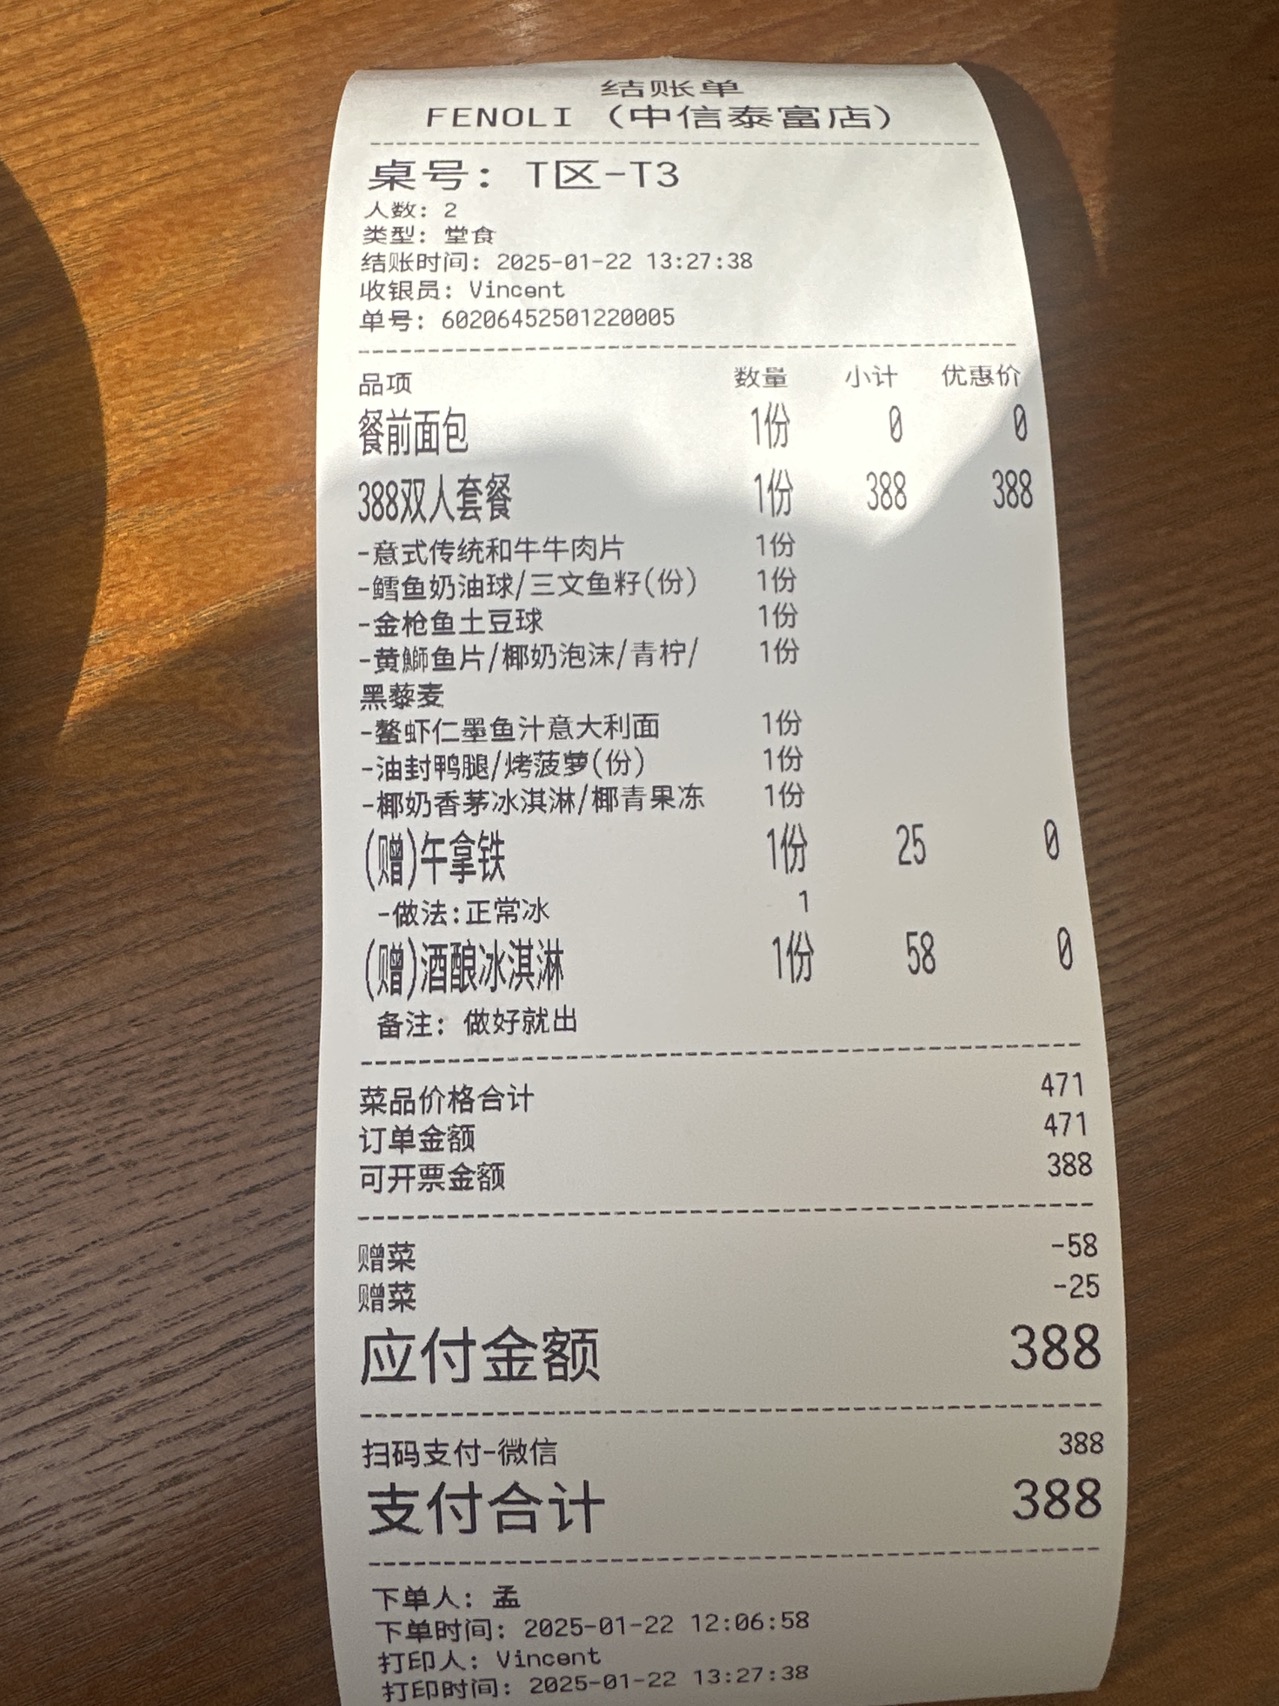 结账单
FENOLI (中信泰富店)
桌号: T区-T3
人数: 2
类型: 堂食
结账时间: 2025-01-22 13:27:38
收银员: Vincent
单号: 60206452501220005
品项 数量 小计 优惠价
餐前面包 1份 0 0
388双人套餐 1份 388 388
-意式传统和牛牛肉片 1份
-鳕鱼奶油球/三文鱼籽(份) 1份
-金枪鱼土豆球 1份
-黄鰤鱼片/椰奶泡沫/青柠/ 1份
黑藜麦
-鳌虾仁墨鱼汁意大利面 1份
-油封鸭腿/烤菠萝(份) 1份
-椰奶香茅冰淇淋/椰青果冻 1份
(赠)午拿铁 1份 25 0
-做法:正常冰 1
(赠)酒酿冰淇淋 1份 58 0
备注: 做好就出
菜品价格合计 471
订单金额 471
可开票金额 388
赠菜 -58
赠菜 -25
应付金额 388
扫码支付-微信 388
支付合计 388
下单人: 孟
下单时间: 2025-01-22 12:06:58
打印人: Vincent
打印时间: 2025-01-22 13:27:38